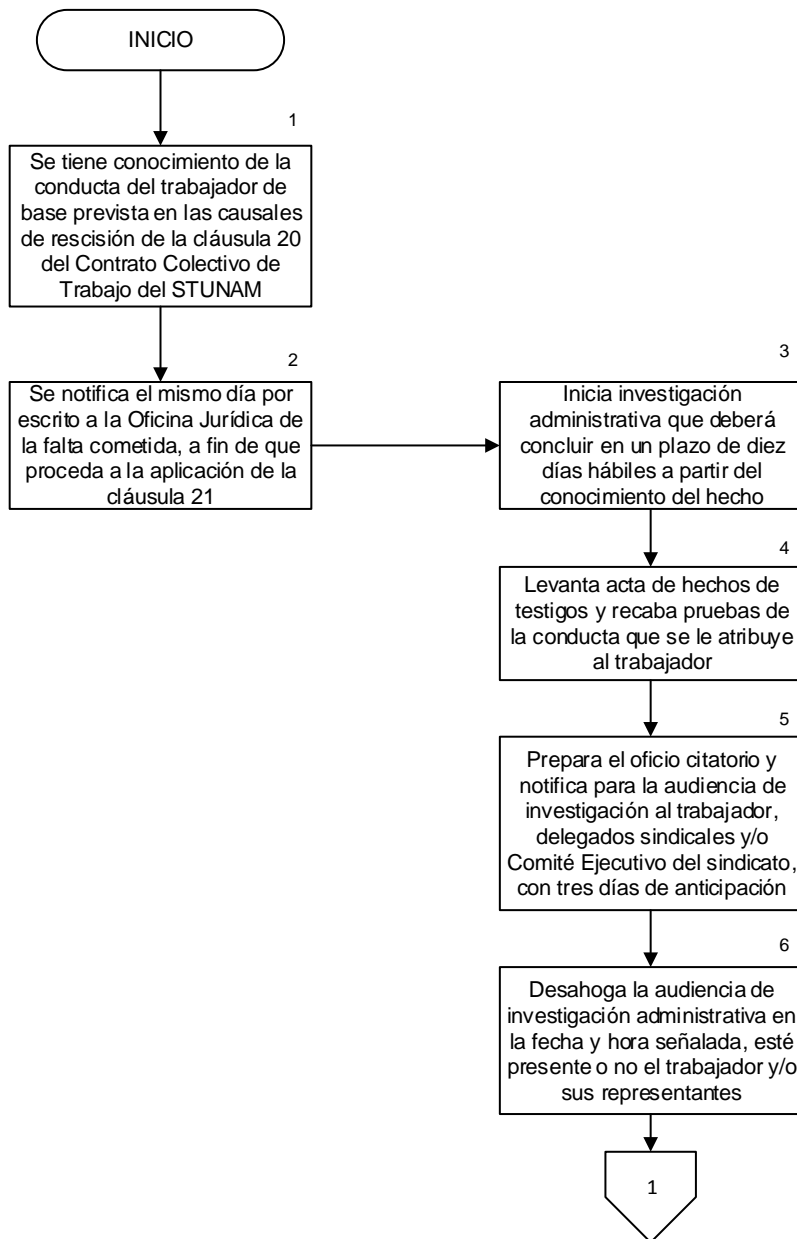 INICIO
1
Se tiene conocimiento de la
conducta del trabajador de
base prevista en las causales
de rescisión de la cláusula 20
del Contrato Colectivo de
Trabajo del STUNAM
2
Se notifica el mismo día por
escrito a la Oficina Jurídica de
la falta cometida, a fin de que
proceda a la aplicación de la
cláusula 21
3
Inicia investigación
administrativa que deberá
concluir en un plazo de diez
días hábiles a partir del
conocimiento del hecho
4
Levanta acta de hechos de
testigos y recaba pruebas de
la conducta que se le atribuye
al trabajador
5
Prepara el oficio citatorio y
notifica para la audiencia de
investigación al trabajador,
delegados sindicales y/o
Comité Ejecutivo del sindicato,
con tres días de anticipación
6
Desahoga la audiencia de
investigación administrativa en
la fecha y hora señalada, esté
presente o no el trabajador y/o
sus representantes
1